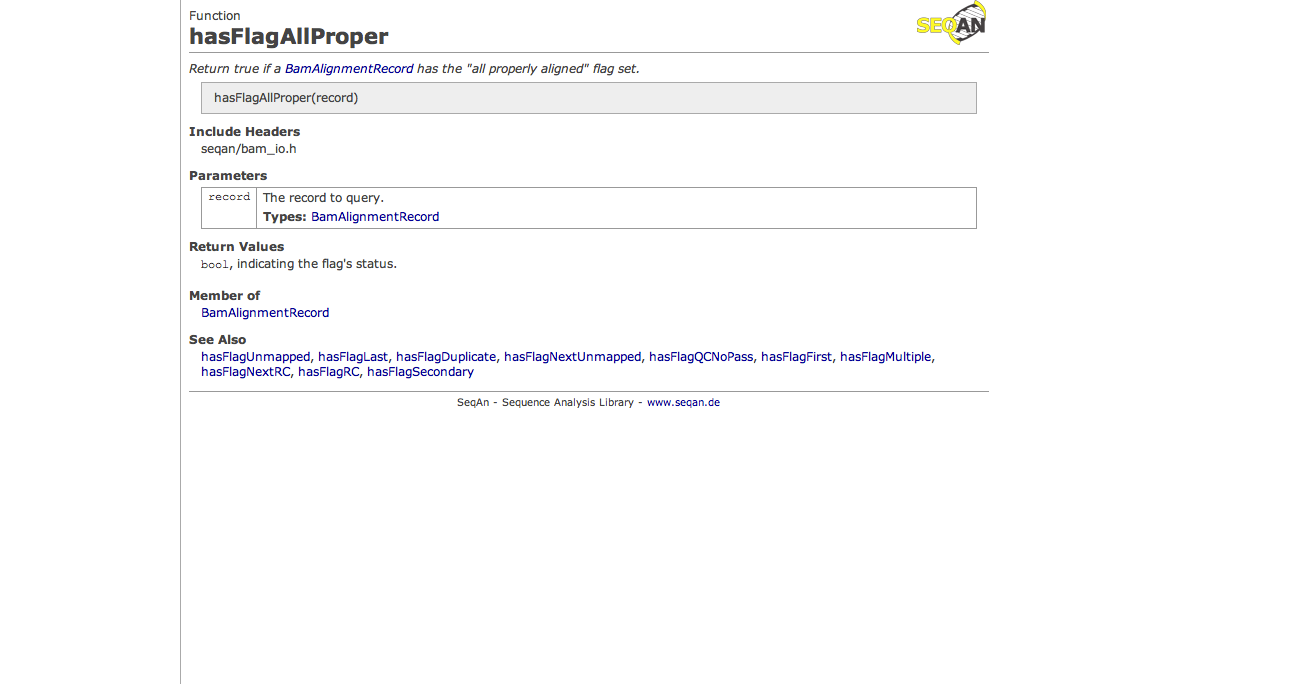 Function
hasFlagAllProper
SEQAN
Return true if a BamAlignmentRecord has the "all properly aligned" flag set.
hasFlagAllProper(record)
Include Headers
seqan/bam_io.h
Parameters
record The record to query.
Types: BamAlignmentRecord
Return Values
bool, indicating the flag's status.
Member of
BamAlignmentRecord
See Also
hasFlagUnmapped, hasFlagLast, hasFlagDuplicate, hasFlagNextUnmapped, hasFlagQCNoPass, hasFlagFirst, hasFlagMultiple,
hasFlagNextRC, hasFlagRC, hasFlagSecondary
SeqAn - Sequence Analysis Library - www.seqan.de